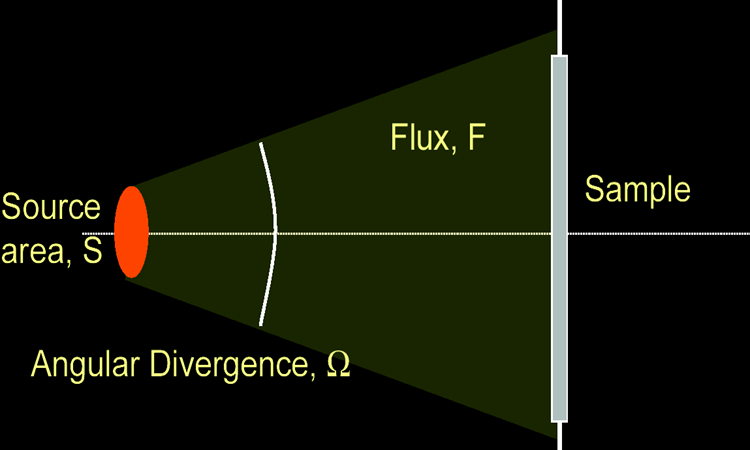 Flux, F
Sample
Source
area, S
Angular Divergence, Ω